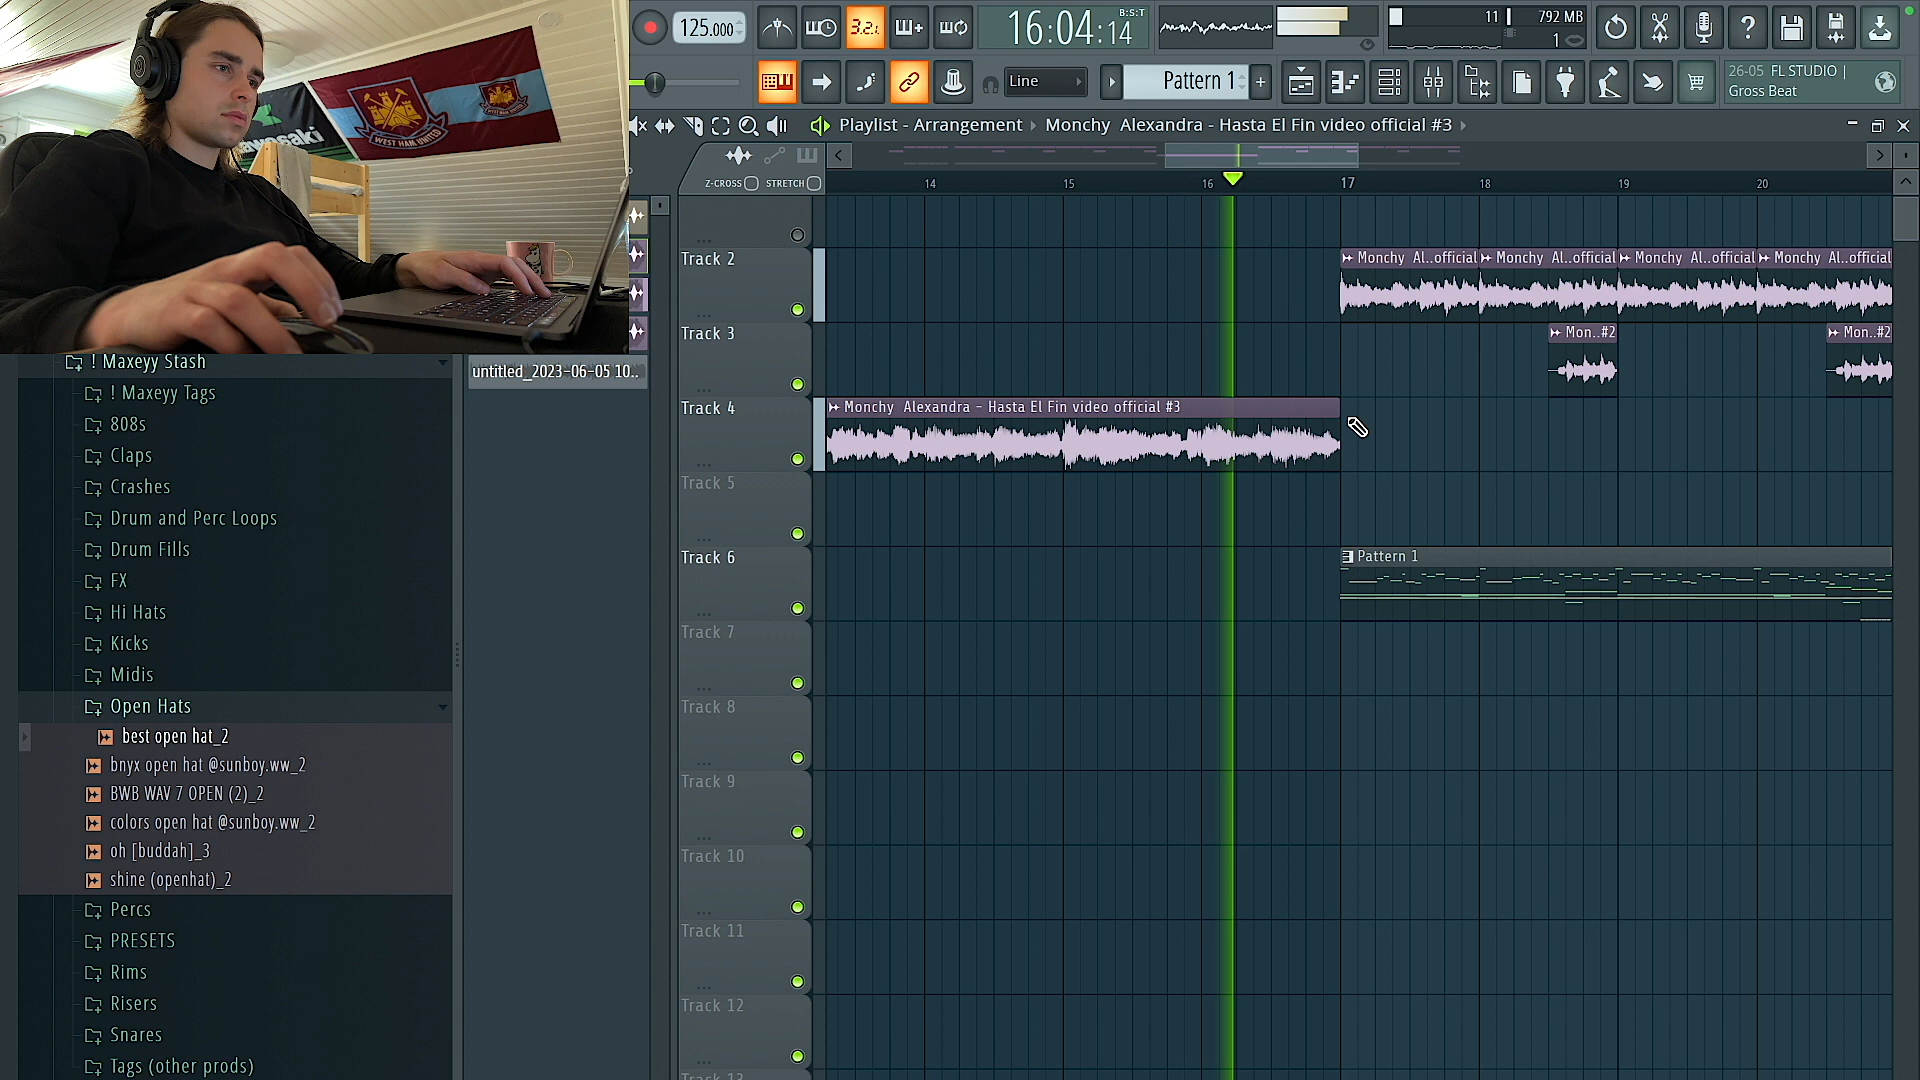 WEST HAM UNITED
125.000
3.2.
16:04:14
B:S:T
11
792 MB
1
Line
Pattern 1
26-05 FL STUDIO |
Gross Beat
Playlist - Arrangement
Monchy Alexandra - Hasta El Fin video official #3
Z-CROSS
STRETCH
14
15
16
17
18
19
20
Track 2
Monchy Al..official
Monchy Al..official
Monchy Al..official
Monchy Al..official
Track 3
Mon..#2
Mon..#2
Track 4
Monchy Alexandra - Hasta El Fin video official #3
Track 5
Track 6
Pattern 1
Track 7
Track 8
Track 9
Track 10
Track 11
Track 12
untitled_2023-06-05 10..
! Maxeyy Stash
! Maxeyy Tags
808s
Claps
Crashes
Drum and Perc Loops
Drum Fills
FX
Hi Hats
Kicks
Midis
Open Hats
best open hat_2
bnyx open hat @sunboy.ww_2
BWB WAV 7 OPEN (2)_2
colors open hat @sunboy.ww_2
oh [buddah]_3
shine (openhat)_2
Percs
PRESETS
Rims
Risers
Snares
Tags (other prods)